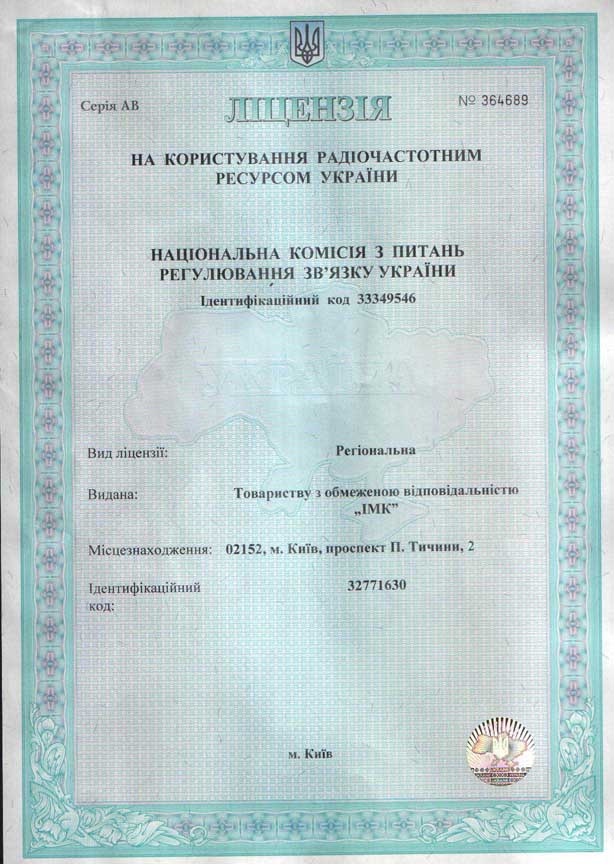 Серія АВ
ЛІЦЕНЗІЯ
№ 364689
НА КОРИСТУВАННЯ РАДІОЧАСТОТНИМ
РЕСУРСОМ УКРАЇНИ
НАЦІОНАЛЬНА КОМІСІЯ З ПИТАНЬ
РЕГУЛЮВАННЯ ЗВ’ЯЗКУ УКРАЇНИ
Ідентифікаційний код 33349546
Вид ліцензії: Регіональна
Видана: Товариству з обмеженою відповідальністю
„ІМК”
Місцезнаходження: 02152, м. Київ, проспект П. Тичини, 2
Ідентифікаційний 32771630
код:
м. Київ